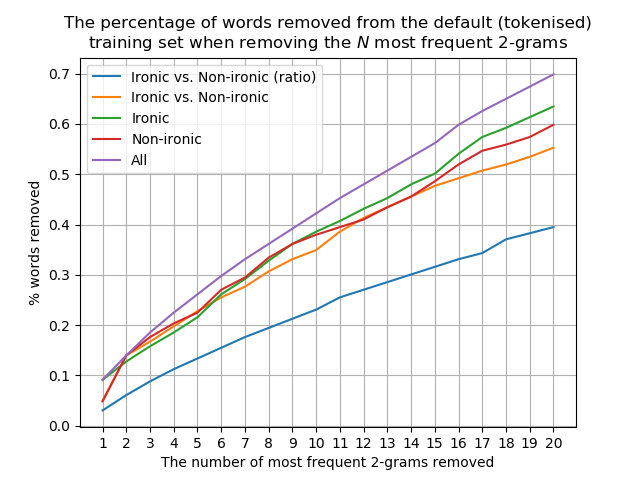 The percentage of words removed from the default (tokenised)
training set when removing the N most frequent 2-grams
Ironic vs. Non-ironic (ratio)
Ironic vs. Non-ironic
Ironic
Non-ironic
All
% words removed
0.7
0.6
0.5
0.4
0.3
0.2
0.1
0.0
1 2 3 4 5 6 7 8 9 10 11 12 13 14 15 16 17 18 19 20
The number of most frequent 2-grams removed